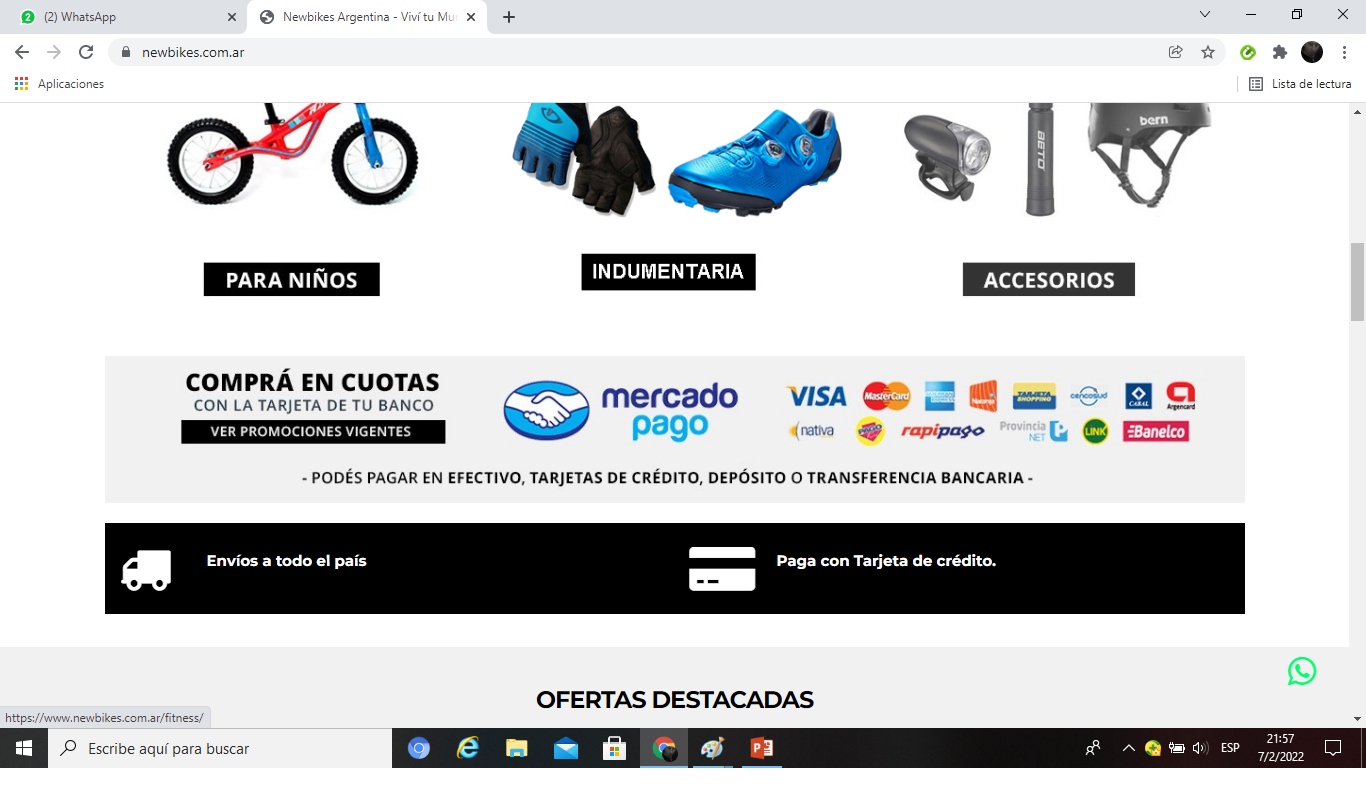 (2) WhatsApp
Newbikes Argentina - Viví tu Mu
newbikes.com.ar
Aplicaciones
Lista de lectura
BETO
bern
PARA NIÑOS
INDUMENTARIA
ACCESORIOS
COMPRÁ EN CUOTAS
CON LA TARJETA DE TU BANCO
VER PROMOCIONES VIGENTES
mercado
pago
VISA
MasterCard
TARJETA
SHOPPING
cencosud
CABAL
Argencard
nativa
PAGO
FACIL
rapipago
Provincia
NET
LINK
Banelco
- PODÉS PAGAR EN EFECTIVO, TARJETAS DE CRÉDITO, DEPÓSITO O TRANSFERENCIA BANCARIA -
Envíos a todo el país
Paga con Tarjeta de crédito.
OFERTAS DESTACADAS
https://www.newbikes.com.ar/fitness/
Escribe aquí para buscar
ESP
21:57
7/2/2022